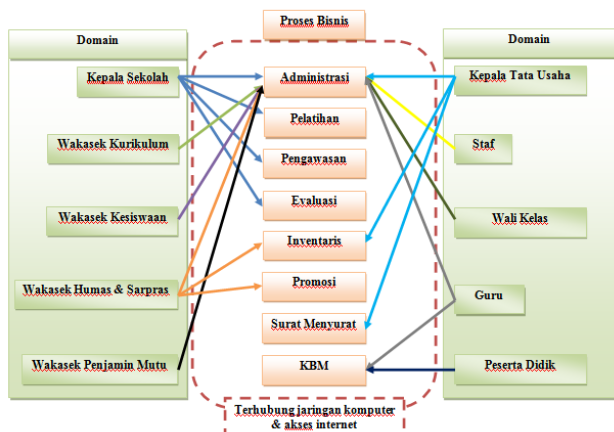 Proses Bisnis
Domain
Kepala Sekolah
Wakasek Kurikulum
Wakasek Kesiswaan
Wakasek Humas & Sarpras
Wakasek Penjamin Mutu
Administrasi
Pelatihan
Pengawasan
Evaluasi
Inventaris
Promosi
Surat Menyurat
KBM
Terhubung jaringan komputer
& akses internet
Domain
Kepala Tata Usaha
Staf
Wali Kelas
Guru
Peserta Didik